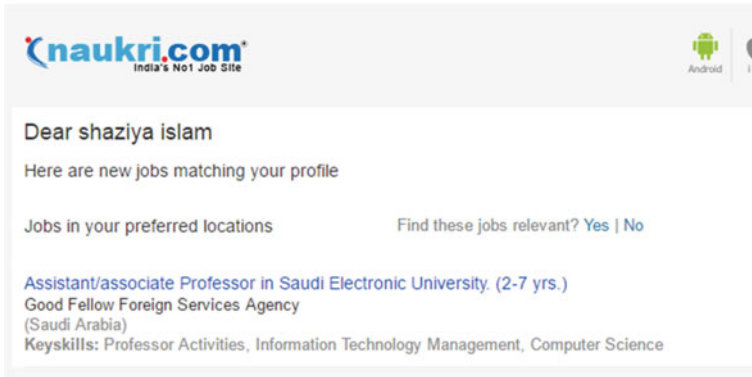 naukri.com
India's No1 Job Site
Android
Dear shaziya islam
Here are new jobs matching your profile
Jobs in your preferred locations Find these jobs relevant? Yes | No
Assistant/associate Professor in Saudi Electronic University. (2-7 yrs.)
Good Fellow Foreign Services Agency
(Saudi Arabia)
Keyskills: Professor Activities, Information Technology Management, Computer Science